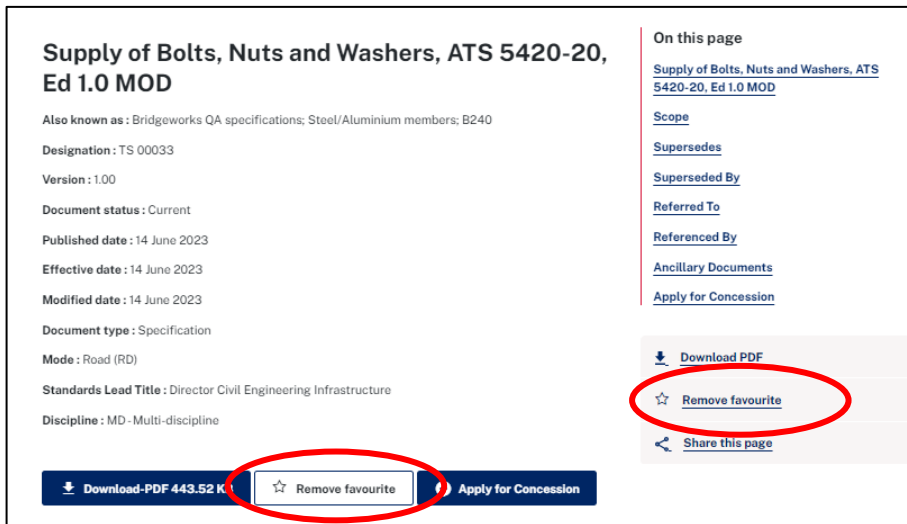 Supply of Bolts, Nuts and Washers, ATS 5420-20,
Ed 1.0 MOD
Also known as : Bridgeworks QA specifications; Steel/Aluminium members; B240
Designation : TS 00033
Version : 1.00
Document status : Current
Published date : 14 June 2023
Effective date : 14 June 2023
Modified date : 14 June 2023
Document type : Specification
Mode : Road (RD)
Standards Lead Title : Director Civil Engineering Infrastructure
Discipline : MD - Multi-discipline
Download-PDF 443.52 KB
Remove favourite
Apply for Concession
On this page
Supply of Bolts, Nuts and Washers, ATS
5420-20, Ed 1.0 MOD
Scope
Supersedes
Superseded By
Referred To
Referenced By
Ancillary Documents
Apply for Concession
Download PDF
Remove favourite
Share this page